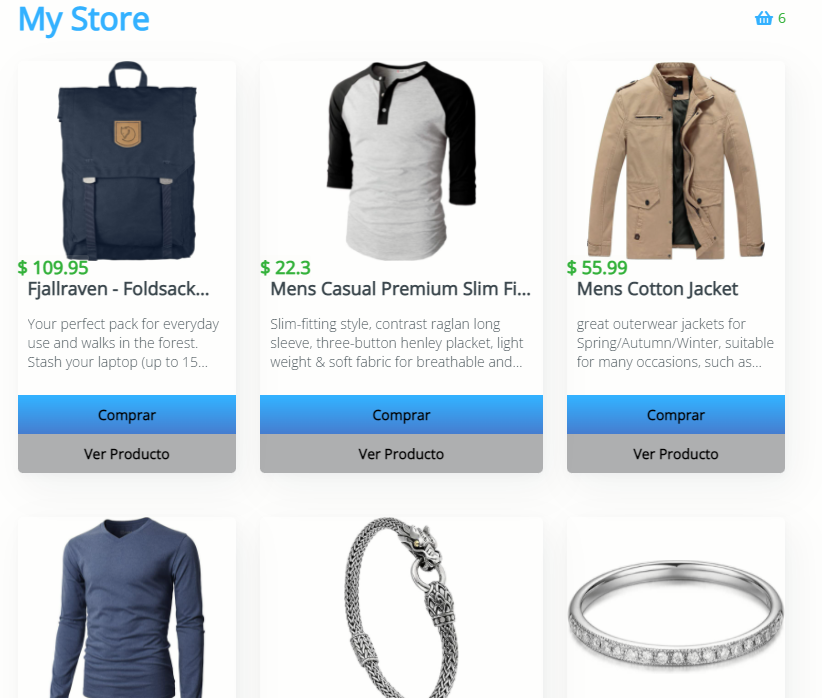 My Store
6
$ 109.95
Fjallraven - Foldsack...
Your perfect pack for everyday
use and walks in the forest.
Stash your laptop (up to 15...
Comprar
Ver Producto
$ 22.3
Mens Casual Premium Slim Fi...
Slim-fitting style, contrast raglan long
sleeve, three-button henley placket, light
weight & soft fabric for breathable and...
Comprar
Ver Producto
$ 55.99
Mens Cotton Jacket
great outerwear jackets for
Spring/Autumn/Winter, suitable
for many occasions, such as...
Comprar
Ver Producto